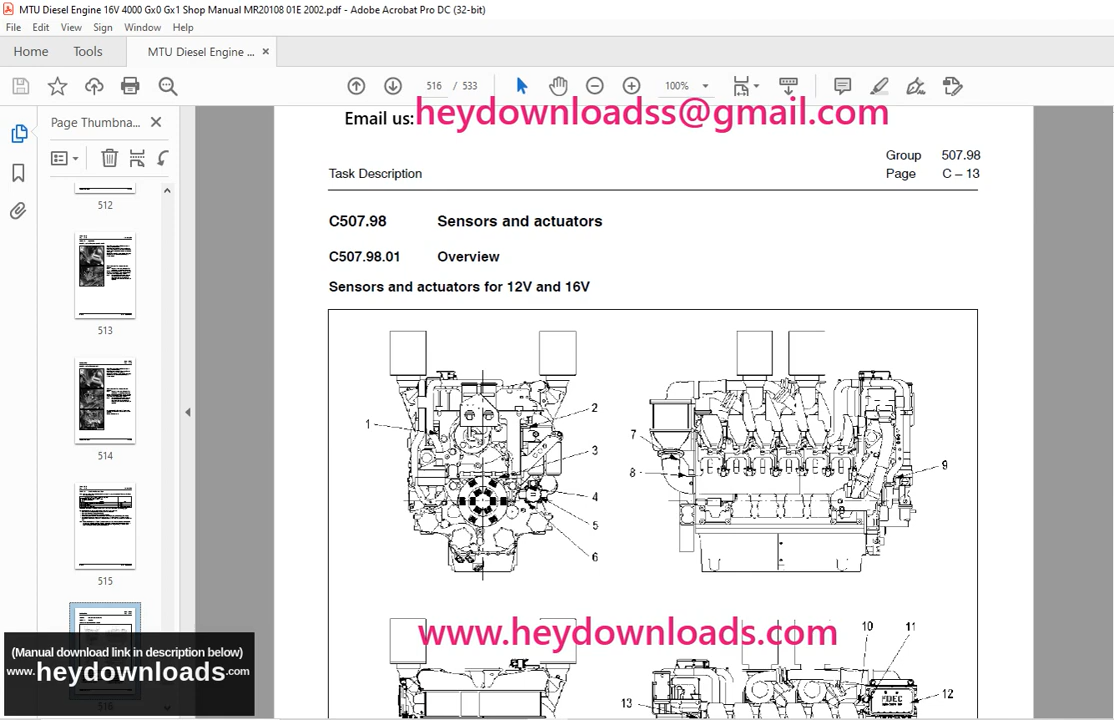 MTU Diesel Engine 16V 4000 Gx0 Gx1 Shop Manual MR20108 01E 2002.pdf - Adobe Acrobat Pro DC (32-bit)
File Edit View Sign Window Help
Home Tools MTU Diesel Engine ... ×
516 / 533 100%
Page Thumbna... ×
512
513
514
515
516
Email us: heydownloadss@gmail.com
Group 507.98
Task Description Page C – 13
C507.98 Sensors and actuators
C507.98.01 Overview
Sensors and actuators for 12V and 16V
1
2
3
4
5
6
7
8
9
www.heydownloads.com
10
11
12
13
(Manual download link in description below)
www.heydownloads.com